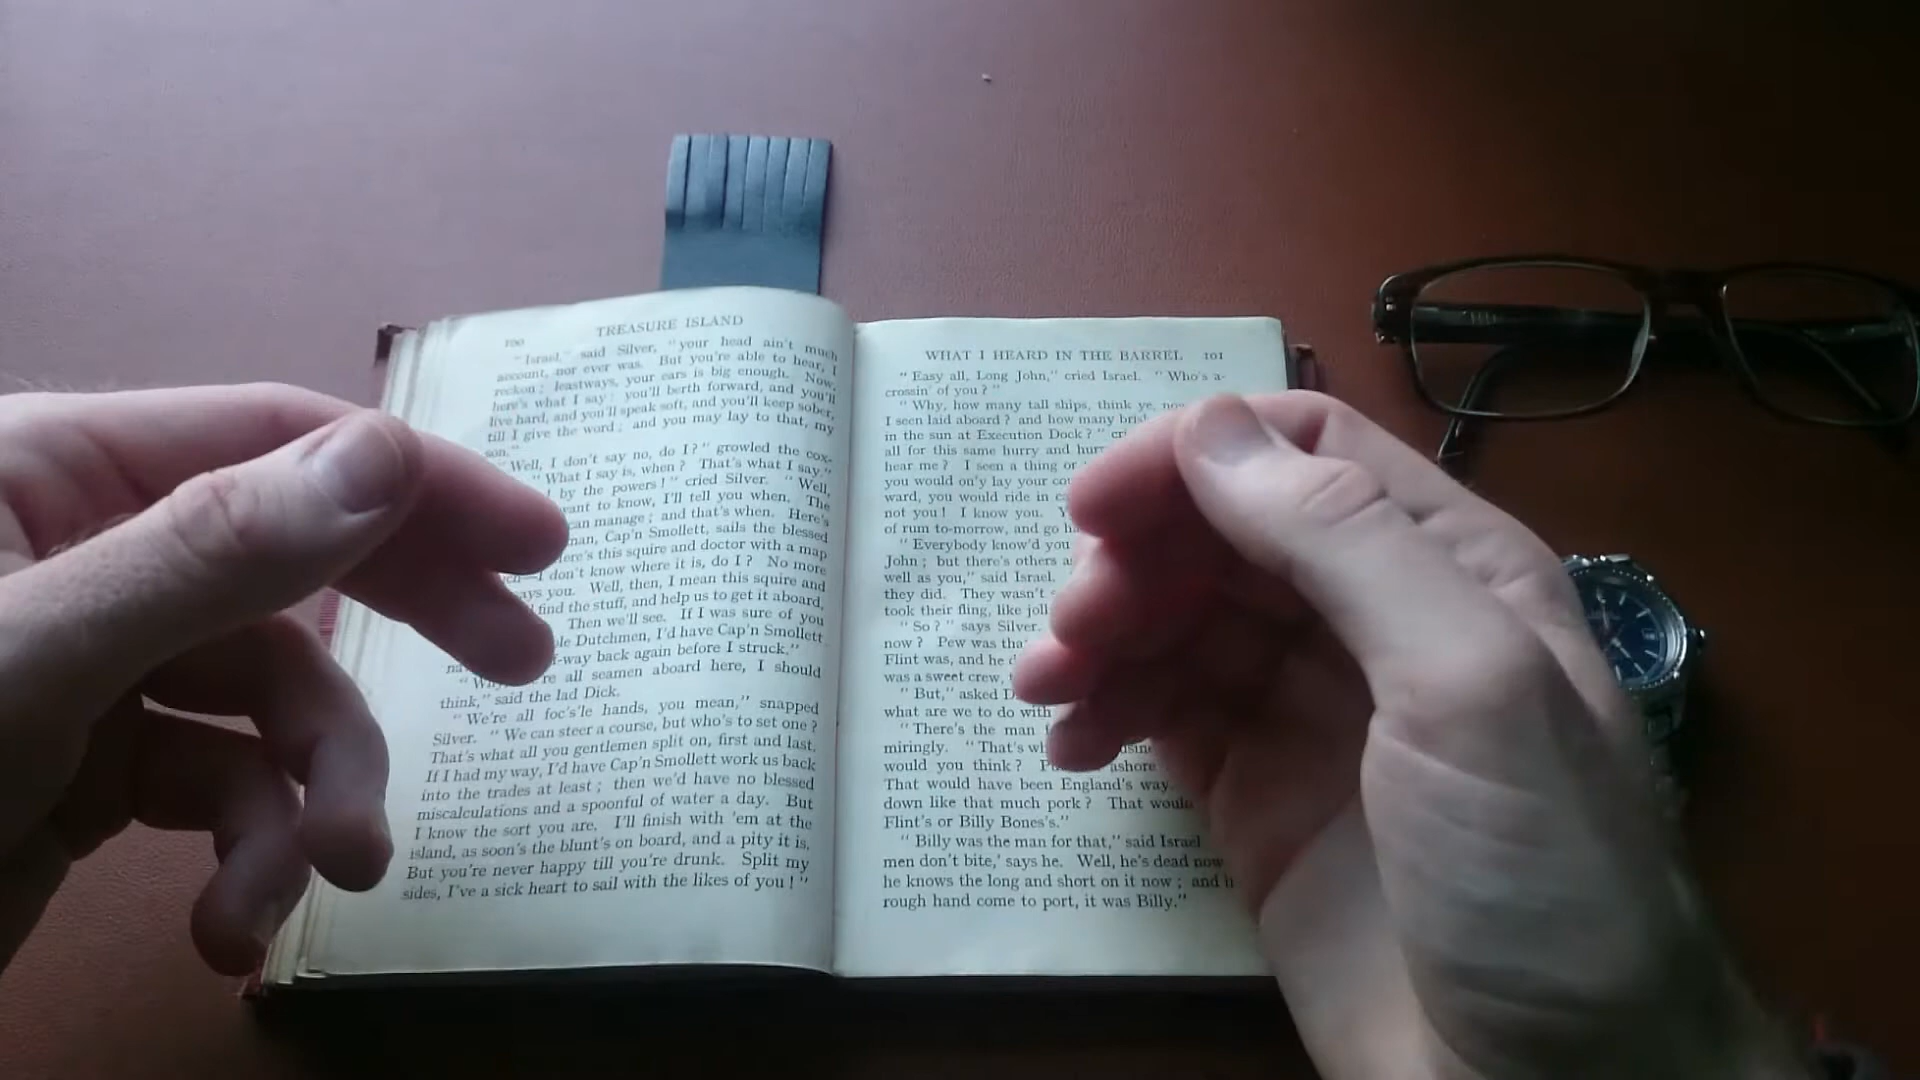 100
TREASURE ISLAND
"Israel," said Silver, "your head ain't much
account, nor ever was. But you're able to hear, I
reckon; leastways, your ears is big enough. Now,
here's what I say: you'll berth forward, and you'll
live hard, and you'll speak soft, and you'll keep sober,
till I give the word; and you may lay to that, my
son."
"Well, I don't say no, do I?" growled the cox-
"What I say is, when? That's what I say."
! by the powers!" cried Silver. "Well,
want to know, I'll tell you when. The
can manage; and that's when. Here's
man, Cap'n Smollett, sails the blessed
Here's this squire and doctor with a map
I don't know where it is, do I? No more
says you. Well, then, I mean this squire and
find the stuff, and help us to get it aboard,
Then we'll see. If I was sure of you
Dutchmen, I'd have Cap'n Smollett
way back again before I struck."
all seamen aboard here, I should
think," said the lad Dick.
"We're all foc's'le hands, you mean," snapped
Silver. "We can steer a course, but who's to set one?
That's what all you gentlemen split on, first and last.
If I had my way, I'd have Cap'n Smollett work us back
into the trades at least; then we'd have no blessed
miscalculations and a spoonful of water a day. But
I know the sort you are. I'll finish with 'em at the
island, as soon's the blunt's on board, and a pity it is.
But you're never happy till you're drunk. Split my
sides, I've a sick heart to sail with the likes of you!"
WHAT I HEARD IN THE BARREL 101
"Easy all, Long John," cried Israel. "Who's a-
crossin' of you?"
"Why, how many tall ships, think ye, now
I seen laid aboard? and how many
in the sun at Execution Dock?"
all for this same hurry and
hear me? I seen a thing or
you would on'y lay your
ward, you would ride in
not you! I know you.
of rum to-morrow, and go
"Everybody know'd you
John; but there's others
well as you," said Israel.
they did. They wasn't
took their fling, like
"So?" says Silver.
now? Pew was
Flint was, and he
was a sweet crew,
"But," asked
what are we to do with
"There's the man
miringly. "That's
would you think? ashore
That would have been England's way.
down like that much pork? That would
Flint's or Billy Bones's."
"Billy was the man for that," said Israel
men don't bite,' says he. Well, he's dead now
he knows the long and short on it now; and
rough hand come to port, it was Billy."